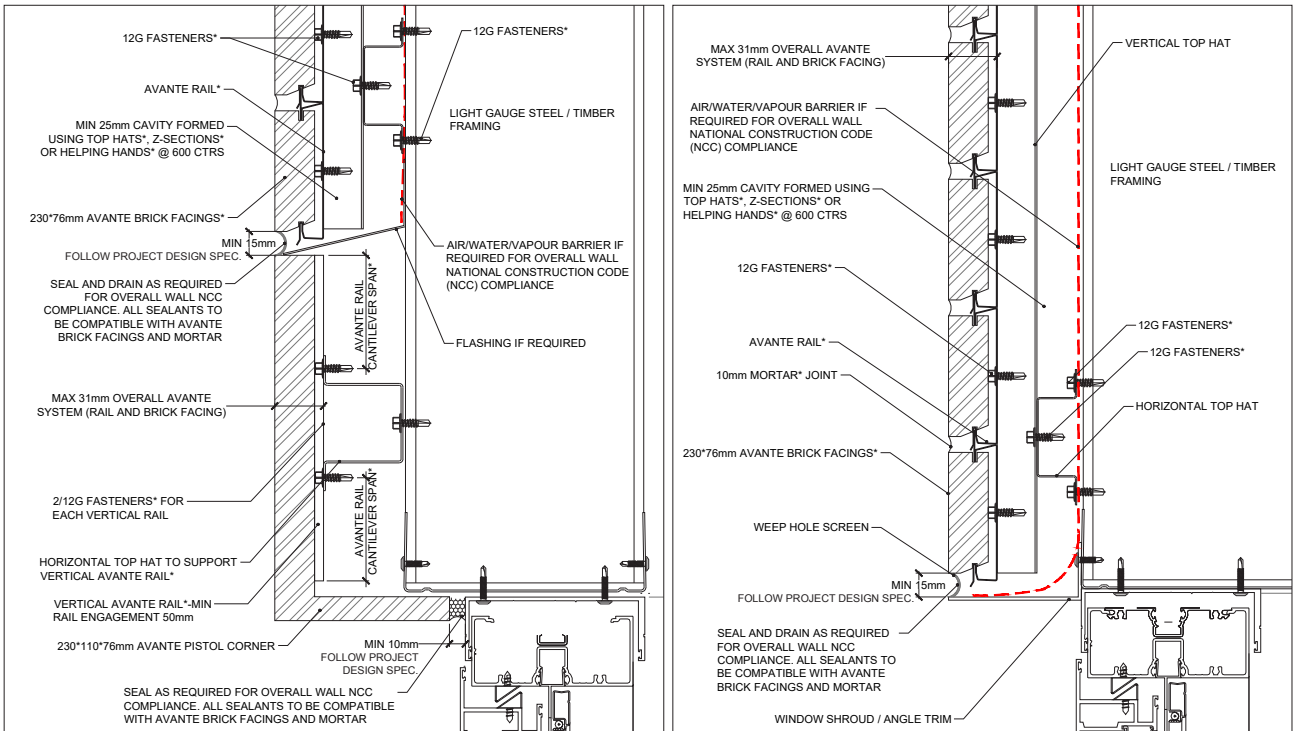 12G FASTENERS*
AVANTE RAIL*
MIN 25mm CAVITY FORMED
USING TOP HATS*, Z-SECTIONS*
OR HELPING HANDS* @ 600 CTRS
230*76mm AVANTE BRICK FACINGS*
MIN 15mm
FOLLOW PROJECT DESIGN SPEC.
SEAL AND DRAIN AS REQUIRED
FOR OVERALL WALL NCC
COMPLIANCE. ALL SEALANTS TO
BE COMPATIBLE WITH AVANTE
BRICK FACINGS AND MORTAR
MAX 31mm OVERALL AVANTE
SYSTEM (RAIL AND BRICK FACING)
2/12G FASTENERS* FOR
EACH VERTICAL RAIL
HORIZONTAL TOP HAT TO SUPPORT
VERTICAL AVANTE RAIL*
VERTICAL AVANTE RAIL*-MIN
RAIL ENGAGEMENT 50mm
230*110*76mm AVANTE PISTOL CORNER
12G FASTENERS*
LIGHT GAUGE STEEL / TIMBER
FRAMING
AIR/WATER/VAPOUR BARRIER IF
REQUIRED FOR OVERALL WALL
NATIONAL CONSTRUCTION CODE
(NCC) COMPLIANCE
FLASHING IF REQUIRED
AVANTE RAIL
CANTILEVER SPAN*
AVANTE RAIL
CANTILEVER SPAN*
MIN 10mm
FOLLOW PROJECT
DESIGN SPEC.
SEAL AS REQUIRED FOR OVERALL WALL NCC
COMPLIANCE. ALL SEALANTS TO BE COMPATIBLE
WITH AVANTE BRICK FACINGS AND MORTAR
MAX 31mm OVERALL AVANTE
SYSTEM (RAIL AND BRICK FACING)
AIR/WATER/VAPOUR BARRIER IF
REQUIRED FOR OVERALL WALL
NATIONAL CONSTRUCTION CODE
(NCC) COMPLIANCE
MIN 25mm CAVITY FORMED USING
TOP HATS*, Z-SECTIONS* OR
HELPING HANDS* @ 600 CTRS
12G FASTENERS*
AVANTE RAIL*
10mm MORTAR* JOINT
230*76mm AVANTE BRICK FACINGS*
WEEP HOLE SCREEN
MIN 15mm
FOLLOW PROJECT DESIGN SPEC.
SEAL AND DRAIN AS REQUIRED
FOR OVERALL WALL NCC
COMPLIANCE. ALL SEALANTS TO
BE COMPATIBLE WITH AVANTE
BRICK FACINGS AND MORTAR
WINDOW SHROUD / ANGLE TRIM
VERTICAL TOP HAT
LIGHT GAUGE STEEL / TIMBER
FRAMING
12G FASTENERS*
12G FASTENERS*
HORIZONTAL TOP HAT